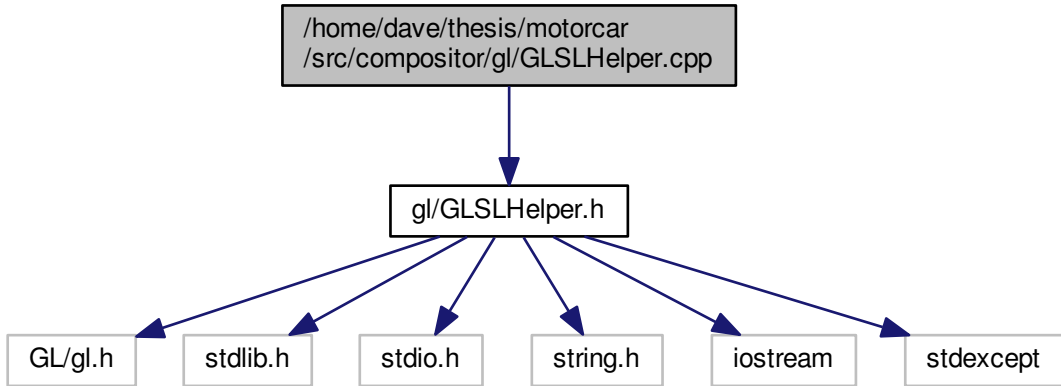 /home/dave/thesis/motorcar
/src/compositor/gl/GLSLHelper.cpp
gl/GLSLHelper.h
GL/gl.h
stdlib.h
stdio.h
string.h
iostream
stdexcept